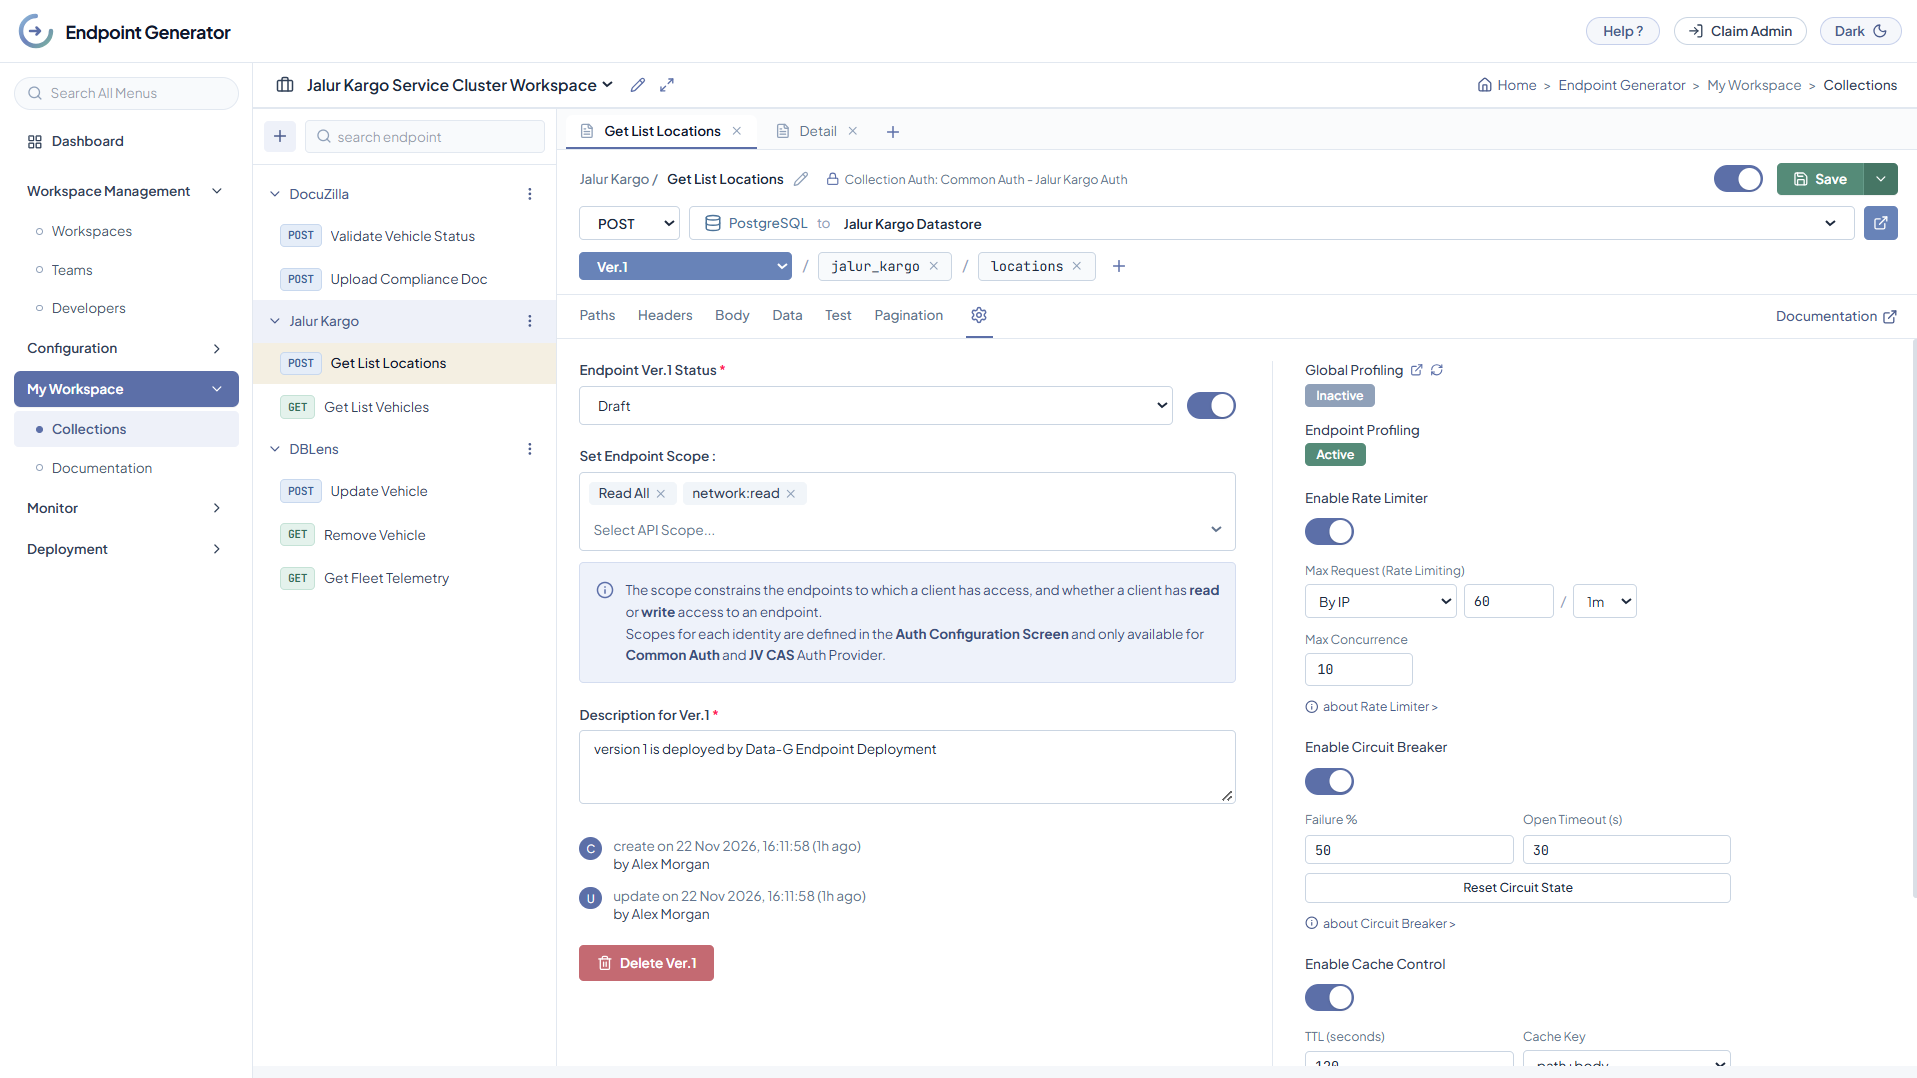 Endpoint Generator
Help ?
Claim Admin
Dark
Search All Menus
Dashboard
Workspace Management
Workspaces
Teams
Developers
Configuration
My Workspace
Collections
Documentation
Monitor
Deployment
Jalur Kargo Service Cluster Workspace
Home > Endpoint Generator > My Workspace > Collections
search endpoint
DocuZilla
POST Validate Vehicle Status
POST Upload Compliance Doc
Jalur Kargo
POST Get List Locations
GET Get List Vehicles
DBLens
POST Update Vehicle
GET Remove Vehicle
GET Get Fleet Telemetry
Get List Locations
Detail
Jalur Kargo / Get List Locations
Collection Auth: Common Auth - Jalur Kargo Auth
Save
POST
PostgreSQL to Jalur Kargo Datastore
Ver.1 / jalur_kargo / locations
Paths
Headers
Body
Data
Test
Pagination
Documentation
Endpoint Ver.1 Status *
Draft
Set Endpoint Scope :
Read All
network:read
Select API Scope...
The scope constrains the endpoints to which a client has access, and whether a client has read
or write access to an endpoint.
Scopes for each identity are defined in the Auth Configuration Screen and only available for
Common Auth and JV CAS Auth Provider.
Description for Ver.1 *
version 1 is deployed by Data-G Endpoint Deployment
C
create on 22 Nov 2026, 16:11:58 (1h ago)
by Alex Morgan
U
update on 22 Nov 2026, 16:11:58 (1h ago)
by Alex Morgan
Delete Ver.1
Global Profiling
Inactive
Endpoint Profiling
Active
Enable Rate Limiter
Max Request (Rate Limiting)
By IP
60
/
1m
Max Concurrence
10
about Rate Limiter >
Enable Circuit Breaker
Failure %
Open Timeout (s)
50
30
Reset Circuit State
about Circuit Breaker >
Enable Cache Control
TTL (seconds)
Cache Key
120